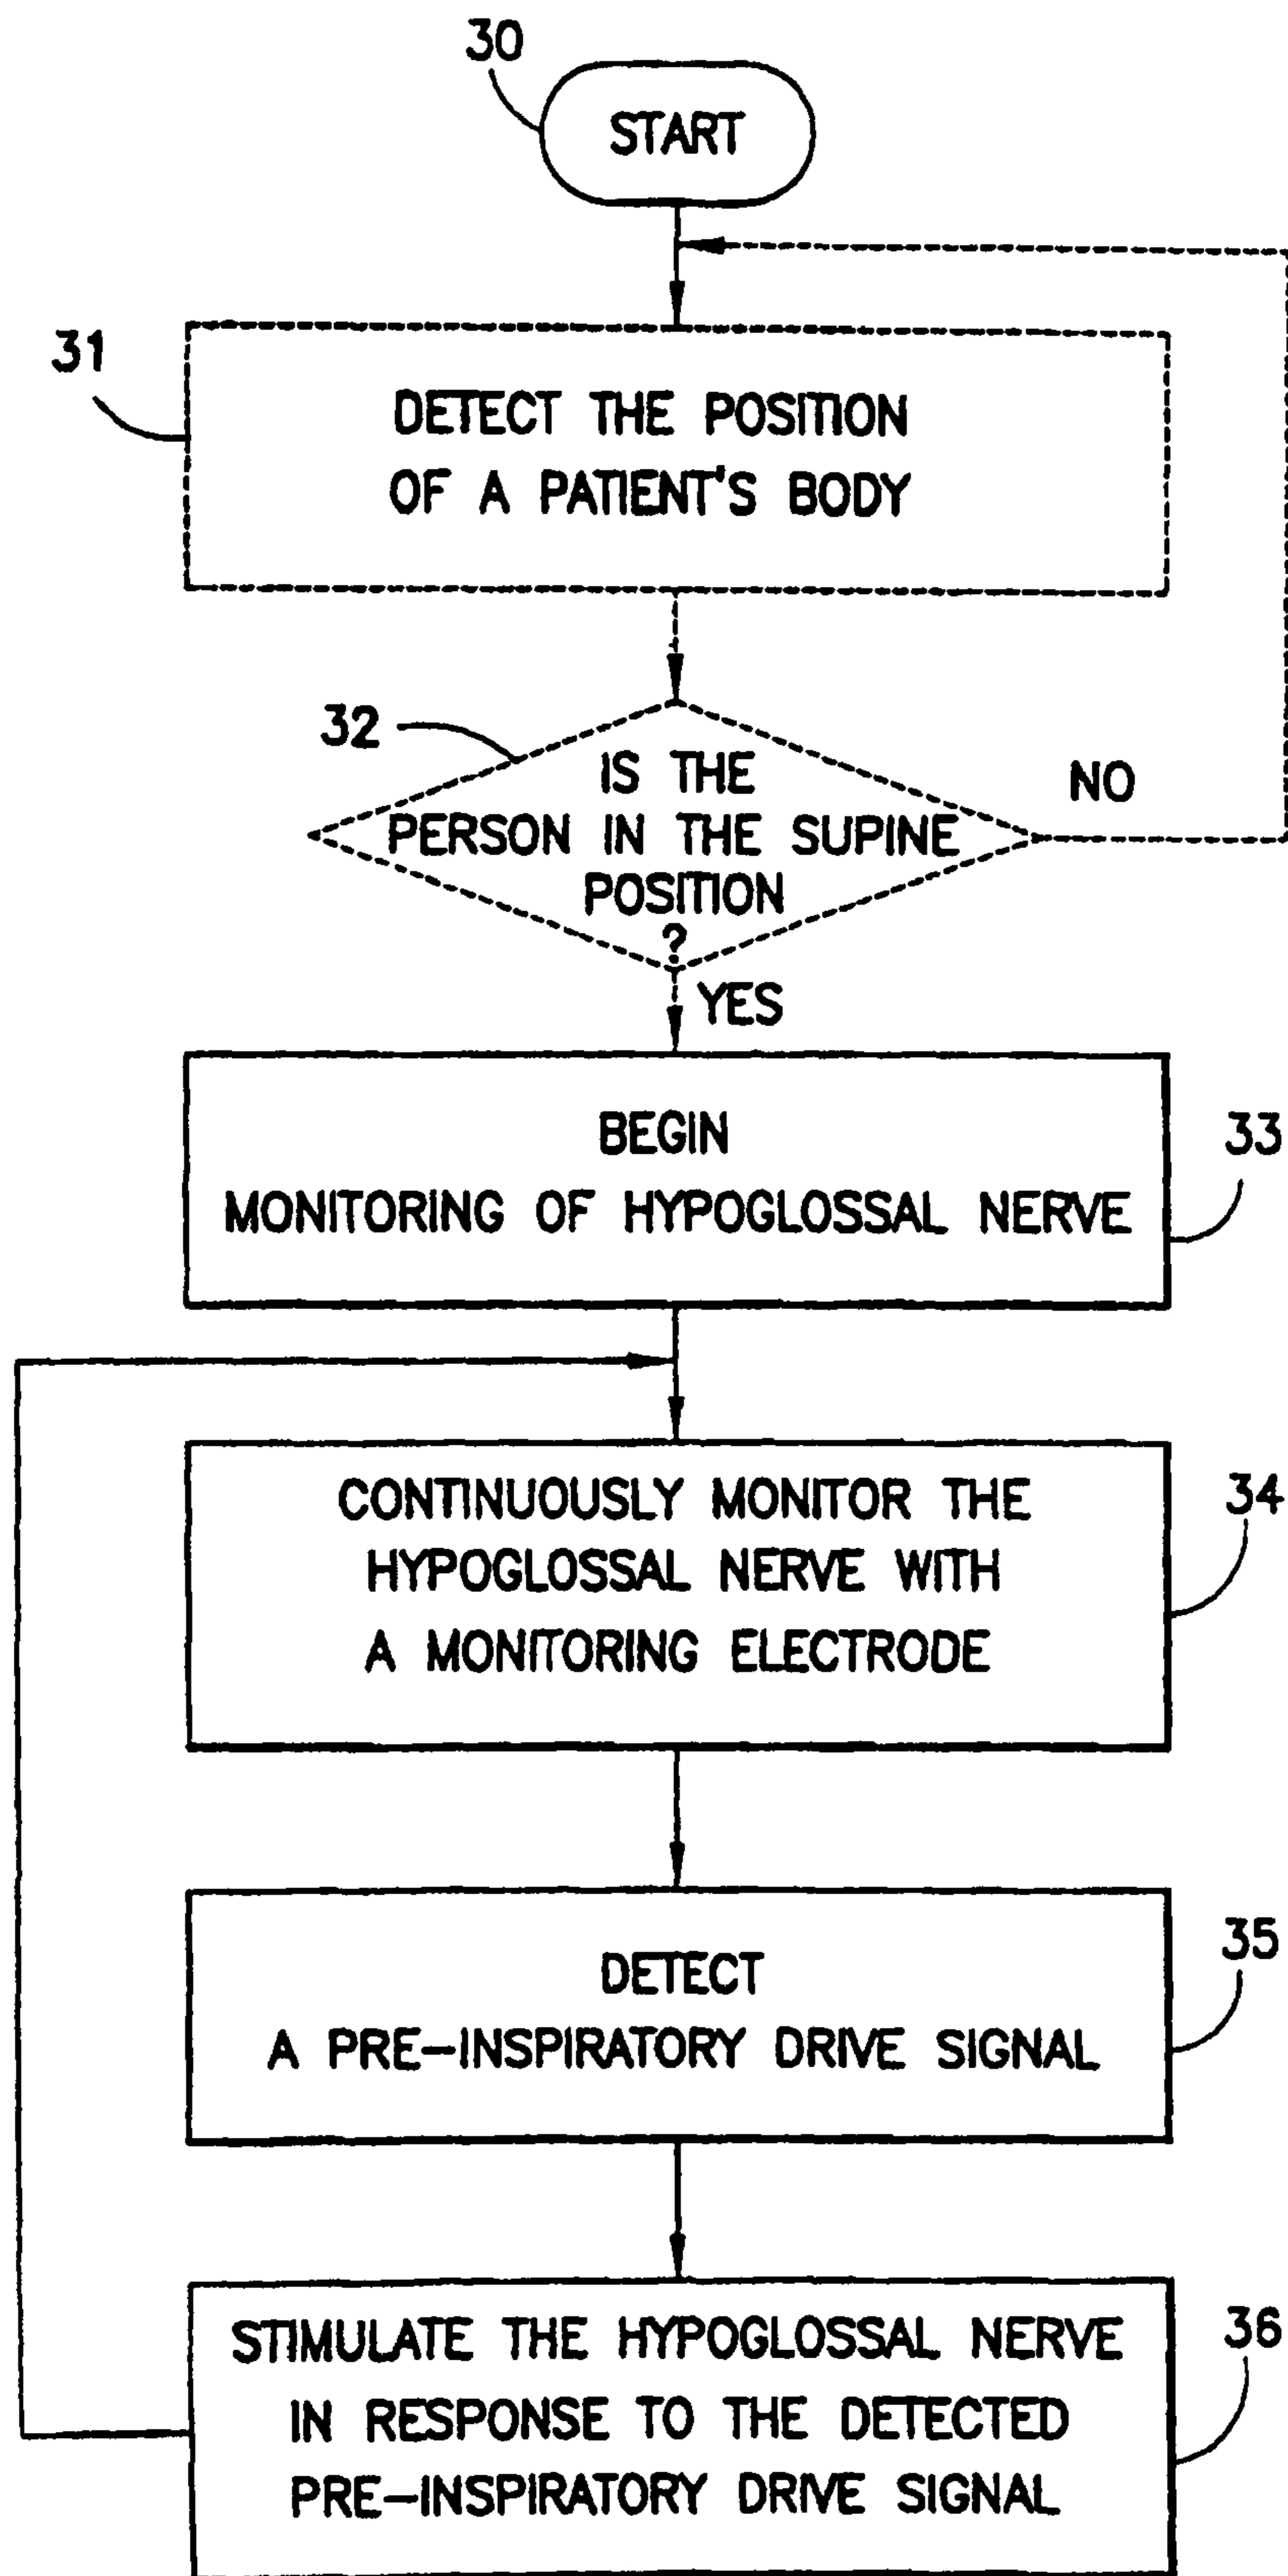 30
START
31
DETECT THE POSITION
OF A PATIENT'S BODY
32
IS THE
PERSON IN THE SUPINE
POSITION
?
NO
YES
BEGIN
MONITORING OF HYPOGLOSSAL NERVE
33
CONTINUOUSLY MONITOR THE
HYPOGLOSSAL NERVE WITH
A MONITORING ELECTRODE
34
DETECT
A PRE-INSPIRATORY DRIVE SIGNAL
35
STIMULATE THE HYPOGLOSSAL NERVE
IN RESPONSE TO THE DETECTED
PRE-INSPIRATORY DRIVE SIGNAL
36